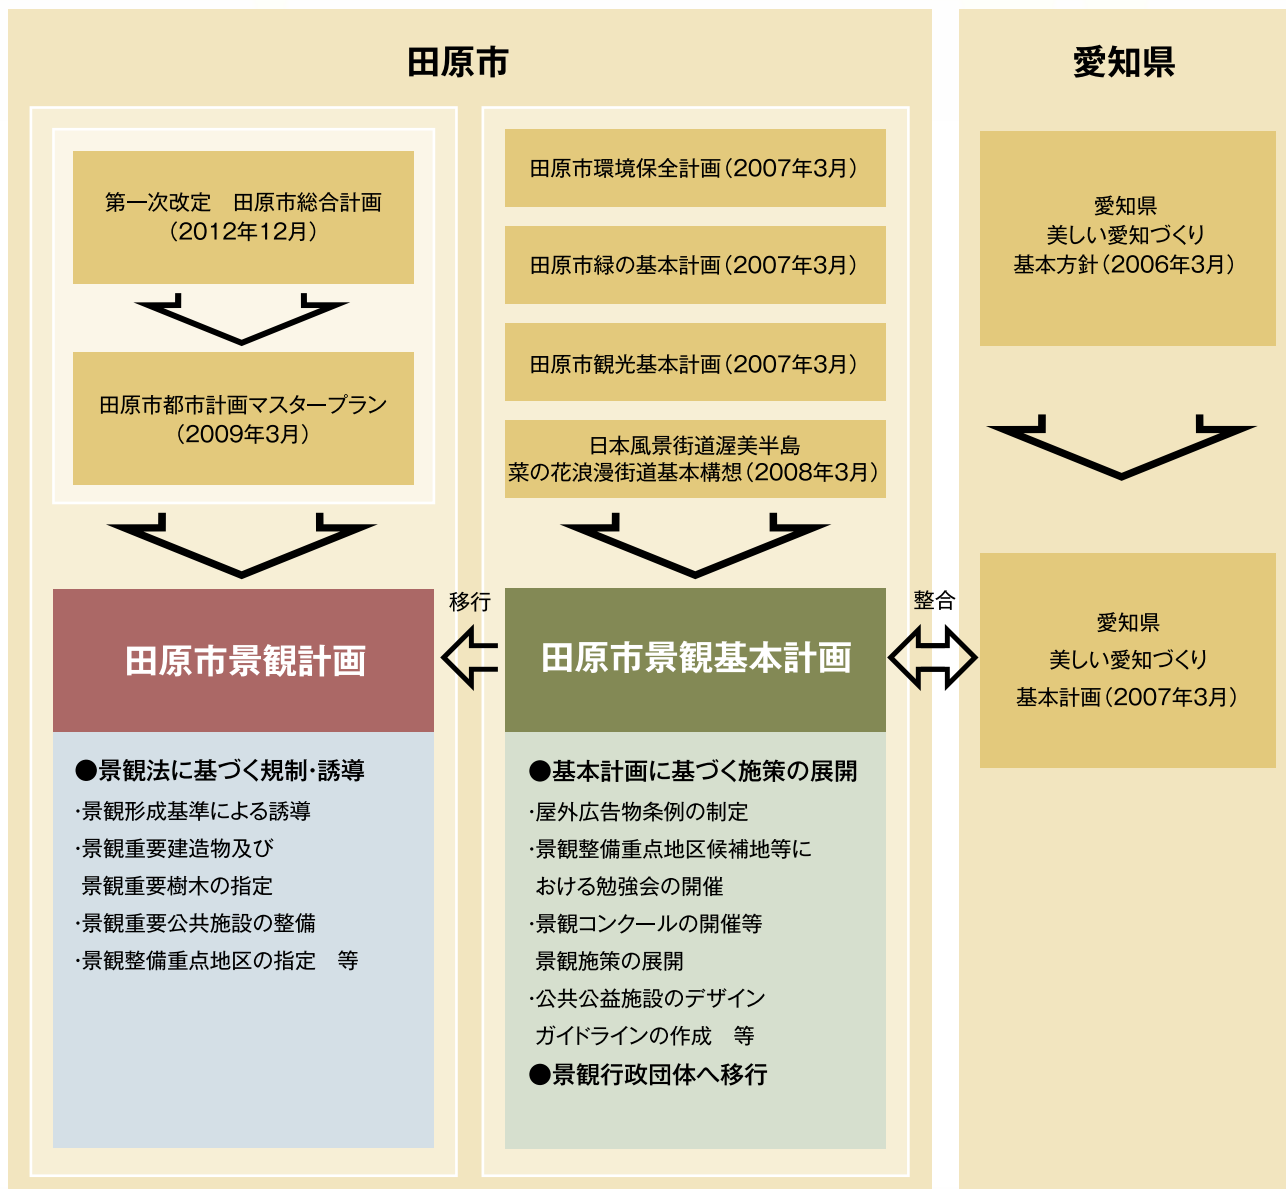 田原市
第一次改定　田原市総合計画
（2012年12月）
田原市都市計画マスタープラン
（2009年3月）
田原市景観計画
●景観法に基づく規制・誘導
・景観形成基準による誘導
・景観重要建造物及び
景観重要樹木の指定
・景観重要公共施設の整備
・景観整備重点地区の指定　等
移行
田原市環境保全計画（2007年3月）
田原市緑の基本計画（2007年3月）
田原市観光基本計画（2007年3月）
日本風景街道渥美半島
菜の花浪漫街道基本構想（2008年3月）
田原市景観基本計画
●基本計画に基づく施策の展開
・屋外広告物条例の制定
・景観整備重点地区候補地等に
おける勉強会の開催
・景観コンクールの開催等
景観施策の展開
・公共公益施設のデザイン
ガイドラインの作成　等
●景観行政団体へ移行
整合
愛知県
愛知県
美しい愛知づくり
基本方針（2006年3月）
愛知県
美しい愛知づくり
基本計画（2007年3月）